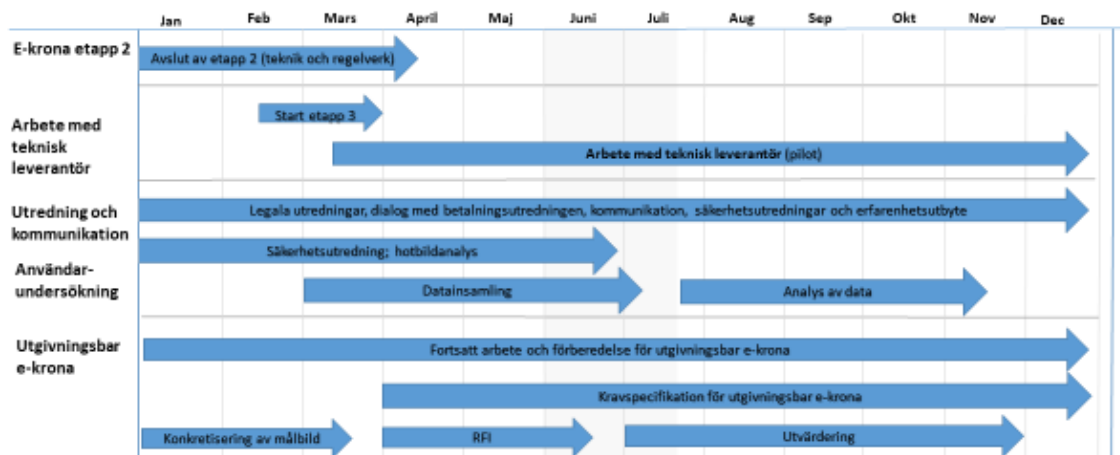 Jan Feb Mars April Maj Juni Juli Aug Sep Okt Nov Dec
E-krona etapp 2
Avslut av etapp 2 (teknik och regelverk)
Arbete med
teknisk
leverantör
Start etapp 3
Arbete med teknisk leverantör (pilot)
Utredning och
kommunikation
Legala utredningar, dialog med betalningsutredningen, kommunikation, säkerhetsutredningar och erfarenhetsutbyte
Säkerhetsutredning; hotbildanalys
Användar-
undersökning
Datainsamling
Analys av data
Utgivningsbar
e-krona
Fortsatt arbete och förberedelse för utgivningsbar e-krona
Kravspecifikation för utgivningsbar e-krona
Konkretisering av målbild
RFI
Utvärdering